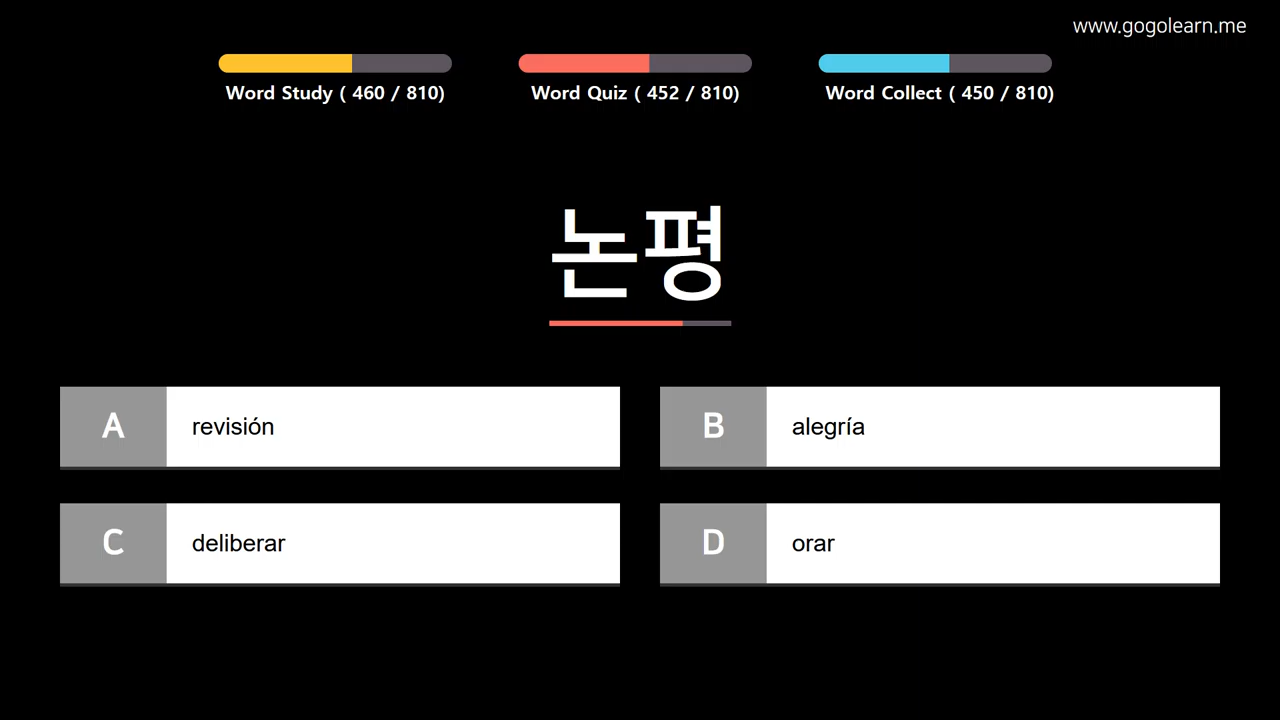 www.gogolearn.me
Word Study ( 460 / 810)
Word Quiz ( 452 / 810)
Word Collect ( 450 / 810)
논평
A revisión
B alegría
C deliberar
D orar